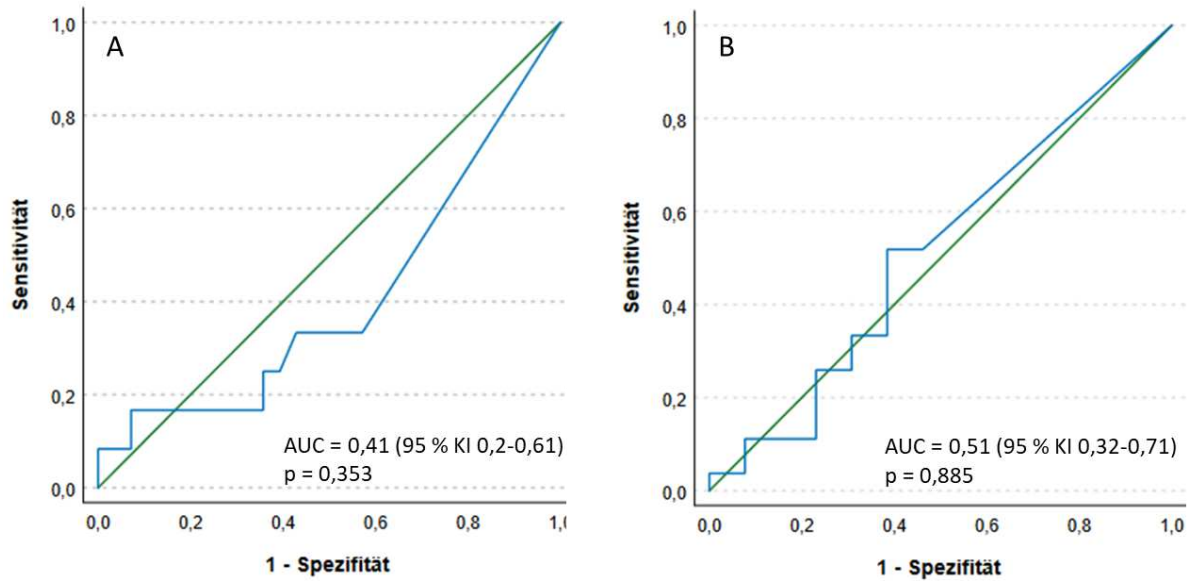 A
1,0
0,8
0,6
0,4
0,2
0,0
Sensitivität
AUC = 0,41 (95 % KI 0,2-0,61)
p = 0,353
0,0 0,2 0,4 0,6 0,8 1,0
1 - Spezifität
B
1,0
0,8
0,6
0,4
0,2
0,0
Sensitivität
AUC = 0,51 (95 % KI 0,32-0,71)
p = 0,885
0,0 0,2 0,4 0,6 0,8 1,0
1 - Spezifität